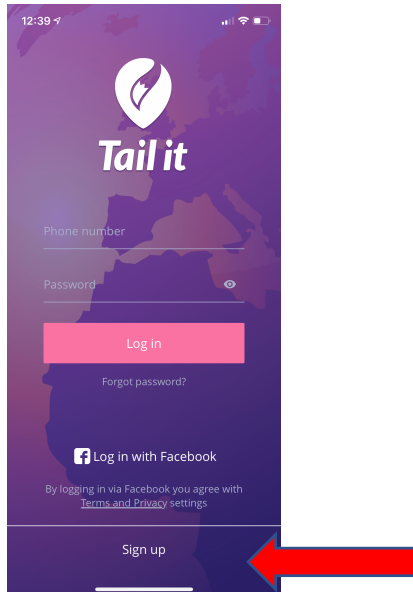 12:39
Tail it
Phone number
Password
Log in
Forgot password?
Log in with Facebook
By logging in via Facebook you agree with
Terms and Privacy settings
Sign up